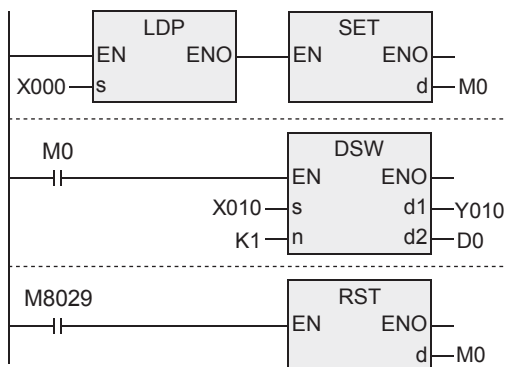 LDP SET
EN ENO EN ENO
X000 s d M0
M0 DSW
EN ENO
X010 s d1 Y010
K1 n d2 D0
M8029 RST
EN ENO
d M0